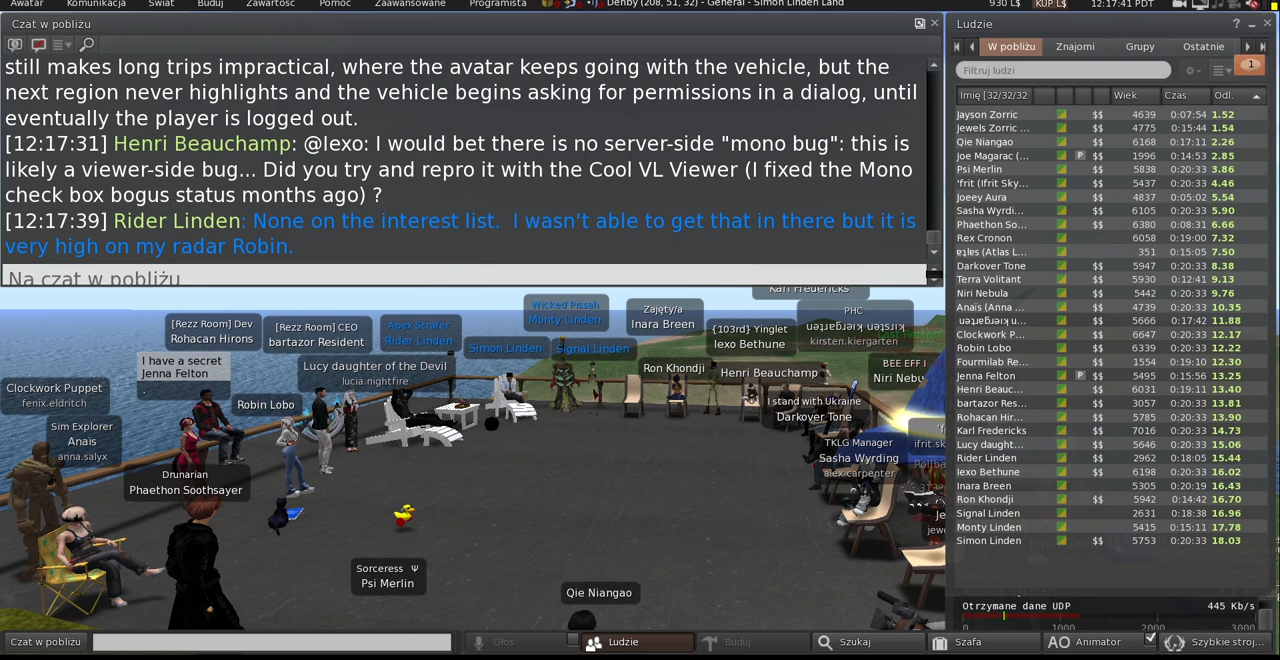 Awatar Komunikacja Świat Buduj Zawartość Pomoc Zaawansowane Programista Denby (208, 51, 32) - General - Simon Linden Land 930 L$ KUP L$ 12:17:41 PDT
Czat w pobliżu
still makes long trips impractical, where the avatar keeps going with the vehicle, but the
next region never highlights and the vehicle begins asking for permissions in a dialog, until
eventually the player is logged out.
[12:17:31] Henri Beauchamp: @lexo: I would bet there is no server-side "mono bug": this is
likely a viewer-side bug... Did you try and repro it with the Cool VL Viewer (I fixed the Mono
check box bogus status months ago) ?
[12:17:39] Rider Linden: None on the interest list. I wasn't able to get that in there but it is
very high on my radar Robin.
Na czat w pobliżu
Karl Fredericks
Wicked Pissah
Monty Linden
Zajęty/a
Inara Breen
PHC
kirsten.kiergarten
[Rezz Room] Dev
Rohacan Hirons
[Rezz Room] CEO
bartazor Resident
Apex Strafer
Rider Linden
Simon Linden
Signal Linden
{103rd} Yinglet
lexo Bethune
I have a secret
Jenna Felton
Lucy daughter of the Devil
lucia.nightfire
Ron Khondji
Henri Beauchamp
BEE EFF I
Niri Nebu
Clockwork Puppet
fenix.eldritch
Robin Lobo
I stand with Ukraine
Darkover Tone
Sim Explorer
Anaïs
anna.salyx
TKLG Manager
Sasha Wyrding
alex.carpenter
ifrit.sk
Drunarian
Phaethon Soothsayer
Je
jew
Sorceress Ψ
Psi Merlin
Qie Niangao
Czat w pobliżu
Głos
Ludzie
Buduj
Szukaj
Szafa
AO Animator
Szybkie stroj...
Ludzie
?
W pobliżu Znajomi Grupy Ostatnie
1
Filtruj ludzi
Imię [32/32/32 Wiek Czas Odl.
Jayson Zorric 4639 0:07:54 1.52
Jewels Zorric ... $$ 4775 0:15:44 1.54
Qie Niangao $$ 6168 0:17:11 2.26
Joe Magarac (... P $$ 1996 0:14:53 2.85
Psi Merlin $$ 5838 0:20:33 3.86
'frit (Ifrit Sky... $$ 5437 0:20:33 4.46
Joeey Aura $$ 4837 0:05:02 5.54
Sasha Wyrdi... $$ 6105 0:20:33 5.90
Phaethon So... $$ 6380 0:08:31 6.66
Rex Cronon 6058 0:19:00 7.32
(Atlas L... 351 0:15:05 7.50
Darkover Tone $$ 5947 0:20:33 8.38
Terra Volitant $$ 5930 0:12:41 9.13
Niri Nebula $$ 5442 0:20:33 9.76
Anaïs (Anna ... $$ 4739 0:20:33 10.35
$$ 5666 0:17:42 11.88
Clockwork P... $$ 6647 0:20:33 12.17
Robin Lobo $$ 6339 0:20:33 12.22
Fourmilab Re... $$ 1554 0:19:10 12.30
Jenna Felton P $$ 5495 0:15:56 13.25
Henri Beauc... $$ 6031 0:19:11 13.40
bartazor Res... $$ 3057 0:20:33 13.81
Rohacan Hir... $$ 5785 0:20:33 13.90
Karl Fredericks $$ 7016 0:20:33 14.73
Lucy daught... $$ 5646 0:20:33 15.06
Rider Linden $$ 2962 0:18:05 15.44
lexo Bethune $$ 6198 0:20:33 16.02
Inara Breen 5305 0:20:19 16.43
Ron Khondji $$ 5942 0:14:42 16.70
Signal Linden 2631 0:18:38 16.96
Monty Linden 5415 0:15:11 17.78
Simon Linden $$ 5753 0:20:33 18.03
Otrzymane dane UDP 445 Kb/s
0 1000 2000 3000